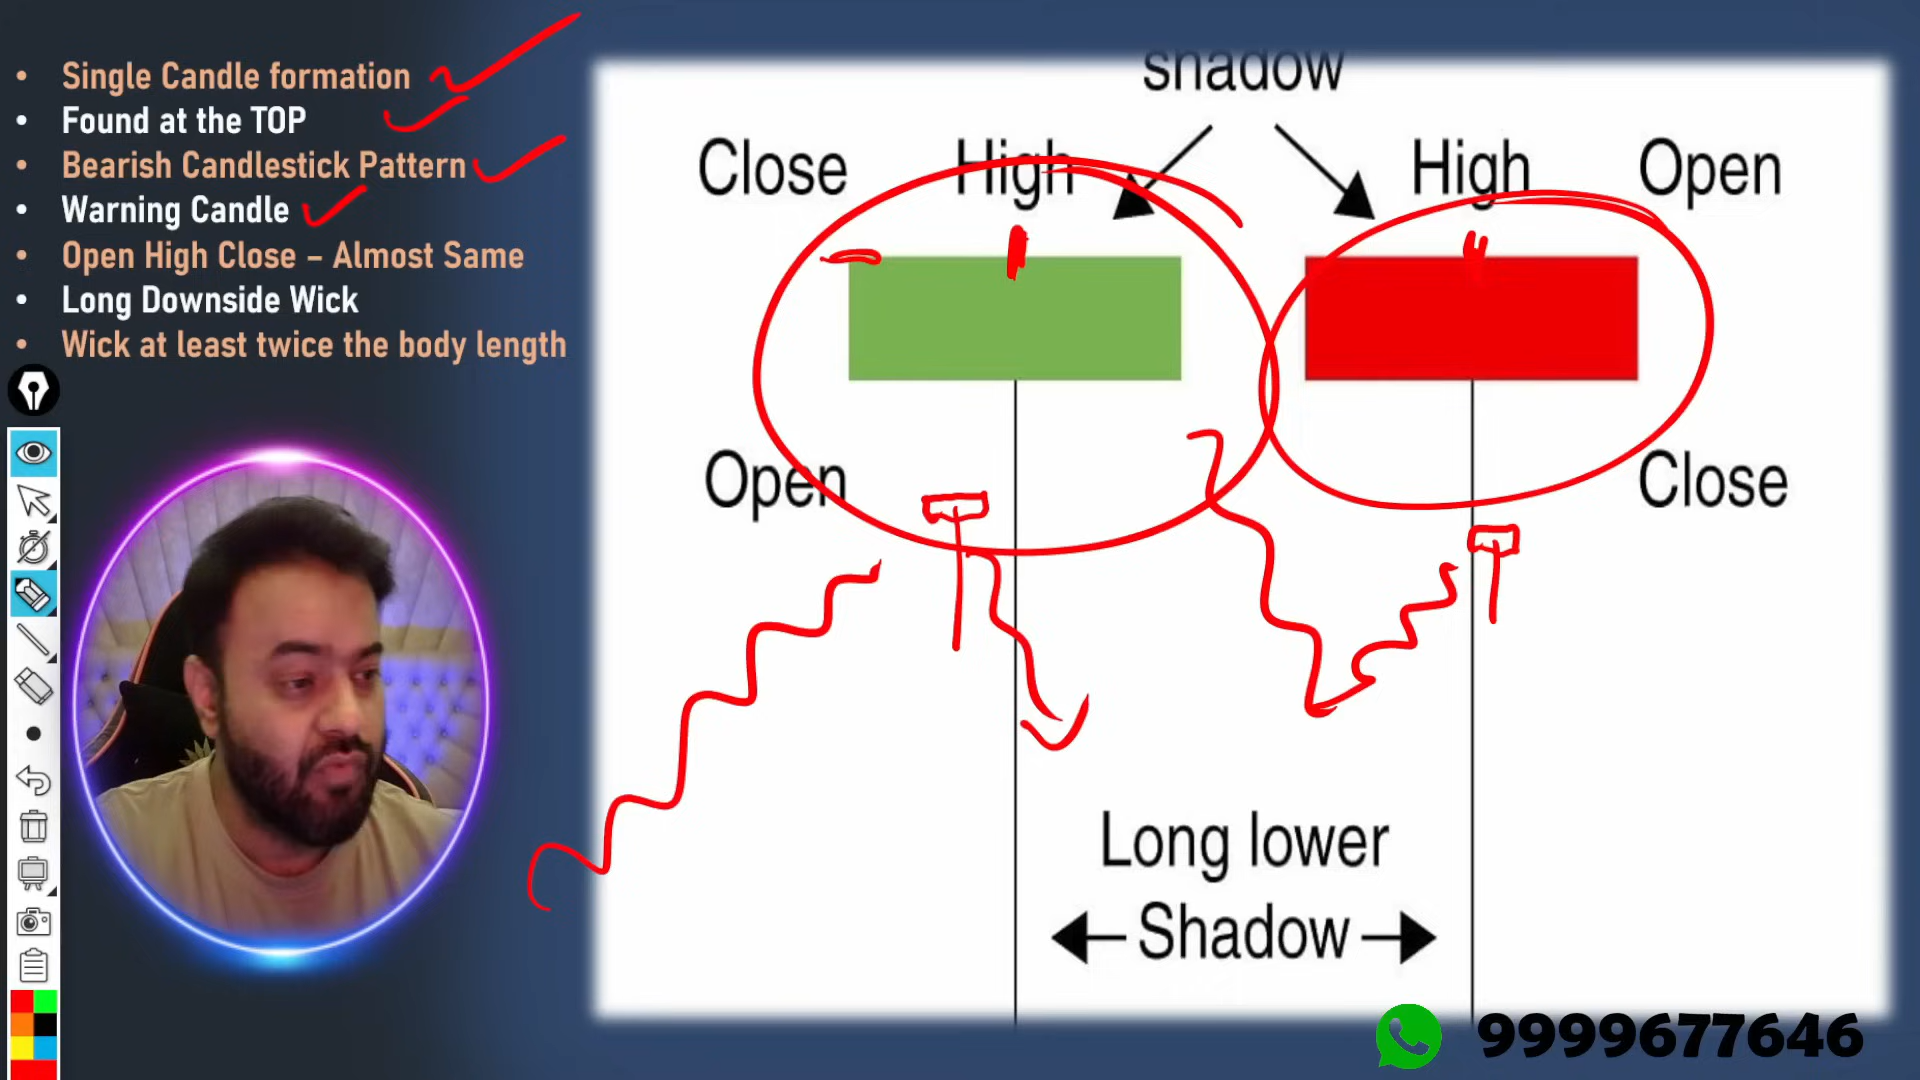 • Single Candle formation
• Found at the TOP
• Bearish Candlestick Pattern
• Warning Candle
• Open High Close – Almost Same
• Long Downside Wick
• Wick at least twice the body length
shadow
Close High High Open
Open Close
Long lower
Shadow
9999677646